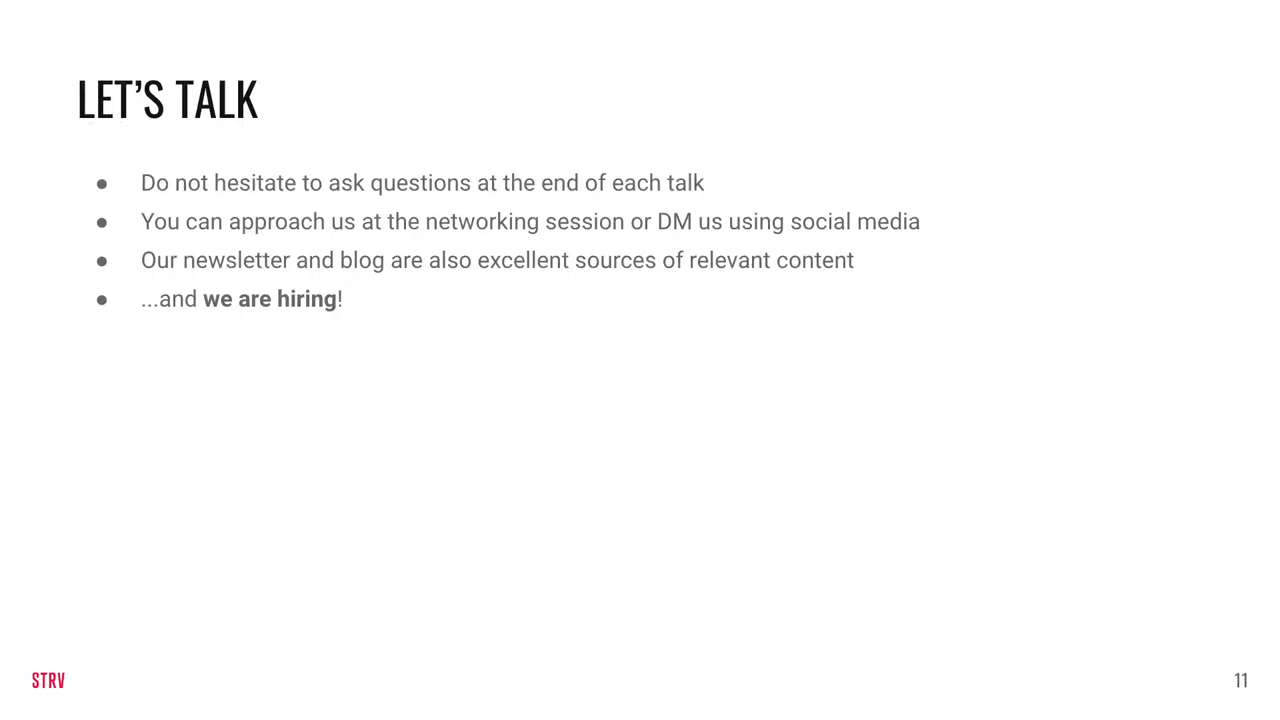 LET’S TALK
● Do not hesitate to ask questions at the end of each talk
● You can approach us at the networking session or DM us using social media
● Our newsletter and blog are also excellent sources of relevant content
● ...and we are hiring!
STRV
11